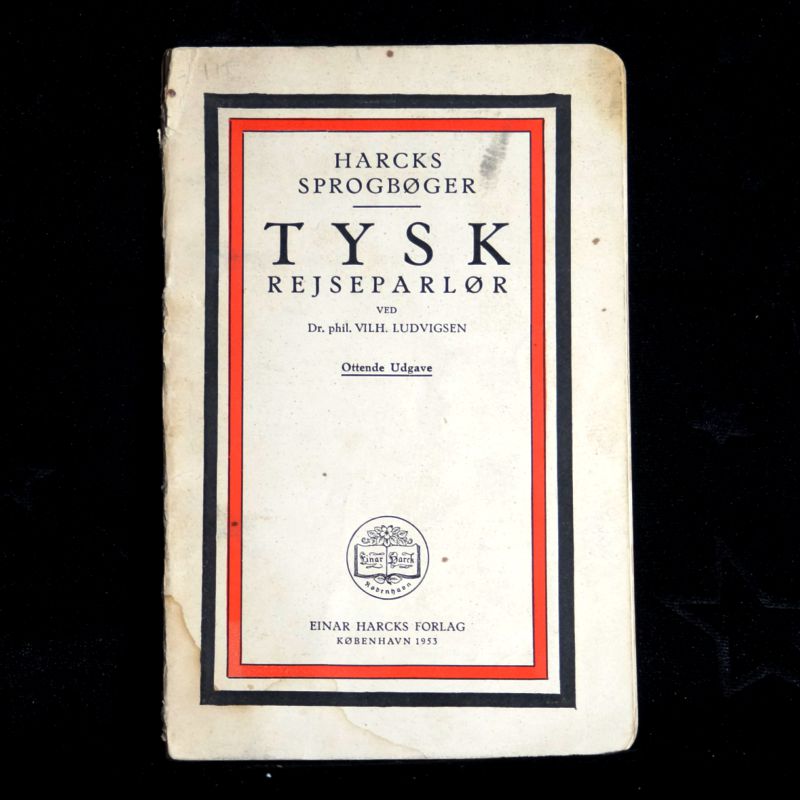 HARCKS
SPROGBØGER
TYSK
REJSEPARLØR
VED
Dr. phil. VILH. LUDVIGSEN
Ottende Udgave
Einar Harck
København
EINAR HARCKS FORLAG
KØBENHAVN 1953